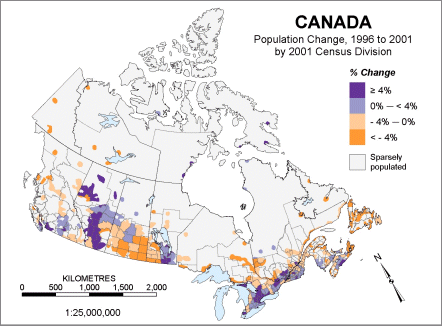 CANADA
Population Change, 1996 to 2001
by 2001 Census Division
% Change
≥ 4%
0% – < 4%
- 4% – 0%
< - 4%
Sparsely
populated
N
KILOMETRES
0 500 1,000 1,500 2,000
1:25,000,000